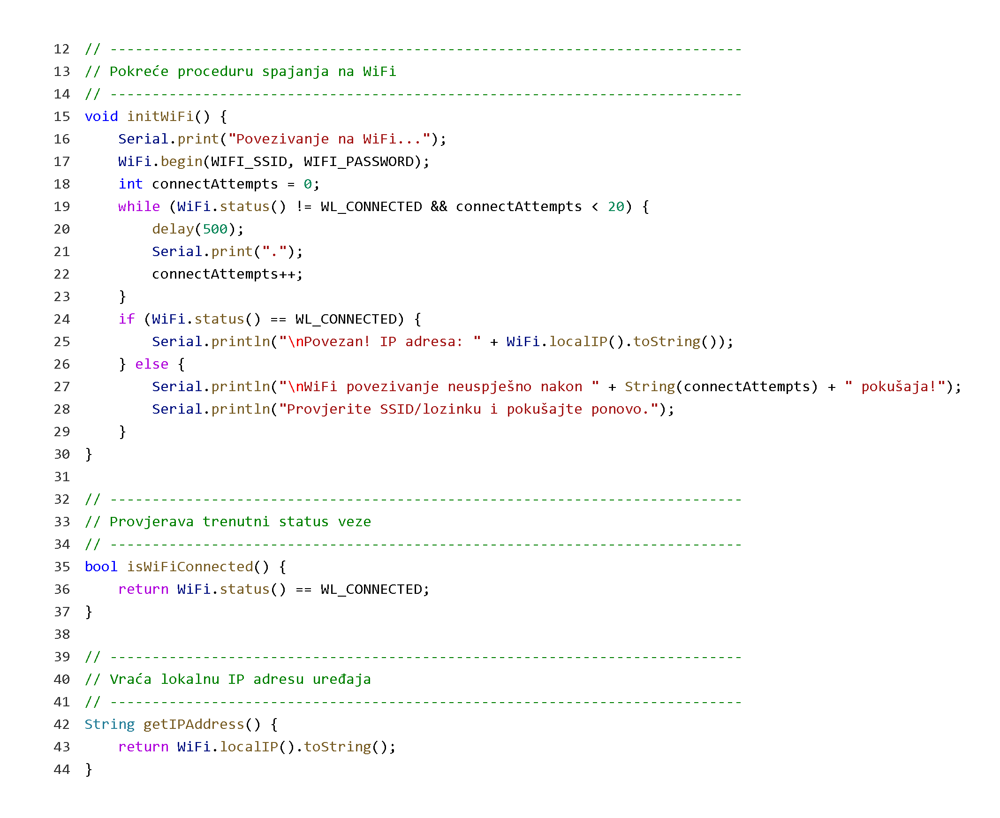 12 // ---------------------------------------------------------------------------
13 // Pokreće proceduru spajanja na WiFi
14 // ---------------------------------------------------------------------------
15 void initWiFi() {
16     Serial.print("Povezivanje na WiFi...");
17     WiFi.begin(WIFI_SSID, WIFI_PASSWORD);
18     int connectAttempts = 0;
19     while (WiFi.status() != WL_CONNECTED && connectAttempts < 20) {
20         delay(500);
21         Serial.print(".");
22         connectAttempts++;
23     }
24     if (WiFi.status() == WL_CONNECTED) {
25         Serial.println("\nPovezan! IP adresa: " + WiFi.localIP().toString());
26     } else {
27         Serial.println("\nWiFi povezivanje neuspješno nakon " + String(connectAttempts) + " pokušaja!");
28         Serial.println("Provjerite SSID/lozinku i pokušajte ponovo.");
29     }
30 }
31
32 // ---------------------------------------------------------------------------
33 // Provjerava trenutni status veze
34 // ---------------------------------------------------------------------------
35 bool isWiFiConnected() {
36     return WiFi.status() == WL_CONNECTED;
37 }
38
39 // ---------------------------------------------------------------------------
40 // Vraća lokalnu IP adresu uređaja
41 // ---------------------------------------------------------------------------
42 String getIPAddress() {
43     return WiFi.localIP().toString();
44 }